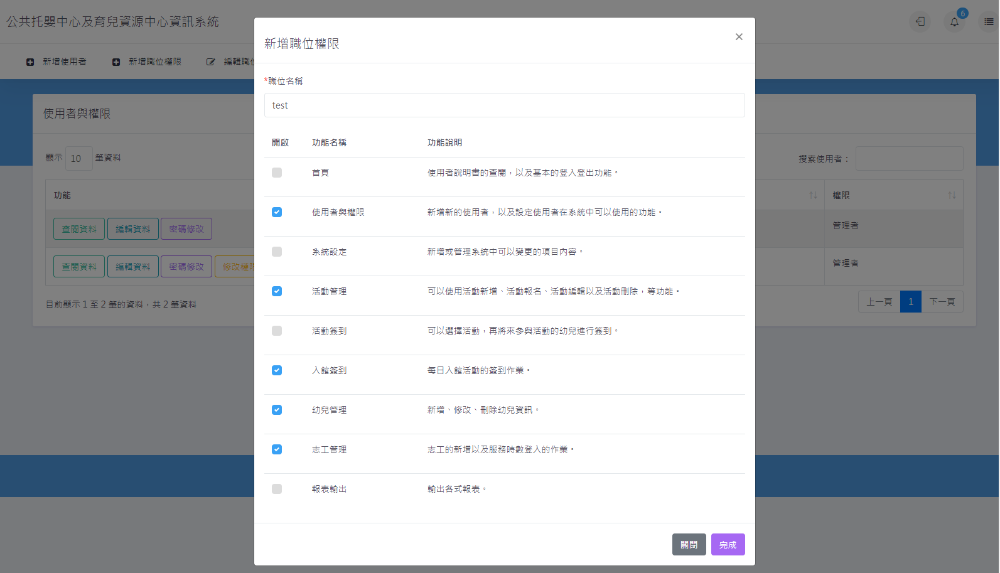 公共托嬰中心及育兒資源中心資訊系統
6
新增使用者
新增職位權限
編輯職位
使用者與權限
顯示 10 筆資料
搜索使用者：
功能
權限
查閱資料 編輯資料 密碼修改
管理者
查閱資料 編輯資料 密碼修改 修改權限
管理者
目前顯示 1 至 2 筆的資料，共 2 筆資料
上一頁 1 下一頁
新增職位權限
×
*職位名稱
test
開啟 功能名稱 功能說明
首頁 使用者說明書的查閱，以及基本的登入登出功能。
使用者與權限 新增新的使用者，以及設定使用者在系統中可以使用的功能。
系統設定 新增或管理系統中可以變更的項目內容。
活動管理 可以使用活動新增、活動報名、活動編輯以及活動刪除，等功能。
活動簽到 可以選擇活動，再將來參與活動的幼兒進行簽到。
入館簽到 每日入館活動的簽到作業。
幼兒管理 新增、修改、刪除幼兒資訊。
志工管理 志工的新增以及服務時數登入的作業。
報表輸出 輸出各式報表。
關閉 完成